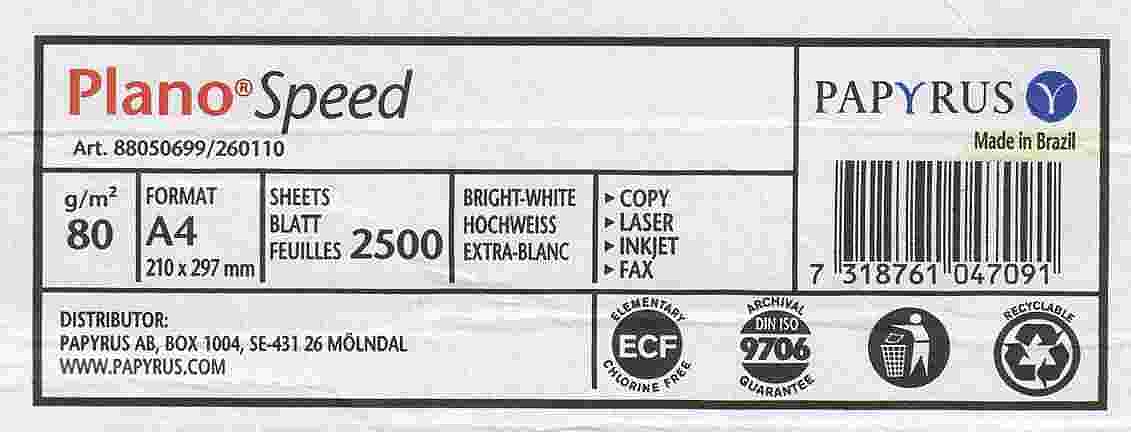 Plano® Speed
Art. 88050699/260110
PAPYRUS
Made in Brazil
7 318761 047091
g/m²
80
FORMAT
A4
210 x 297 mm
SHEETS
BLATT
FEUILLES 2500
BRIGHT-WHITE
HOCHWEISS
EXTRA-BLANC
▸ COPY
▸ LASER
▸ INKJET
▸ FAX
DISTRIBUTOR:
PAPYRUS AB, BOX 1004, SE-431 26 MÖLNDAL
WWW.PAPYRUS.COM
ELEMENTARY
ECF
CHLORINE FREE
ARCHIVAL
DIN ISO
9706
GUARANTEE
RECYCLABLE